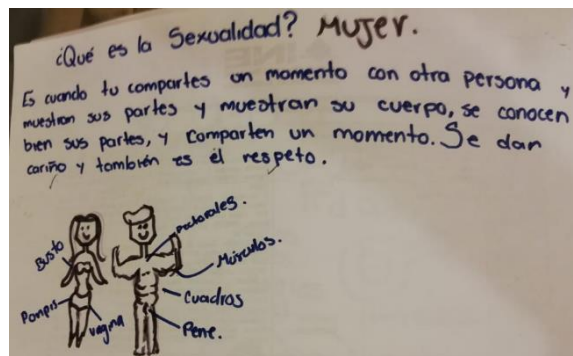 ¿Qué es la Sexualidad? Mujer.
Es cuando tu compartes un momento con otra persona y
muestran sus partes y muestran su cuerpo, se conocen
bien sus partes, y comparten un momento. Se dan
cariño y también es el respeto.
Pectorales.
Busto
Músculos.
Cuadros
Pompis
vagina
Pene.